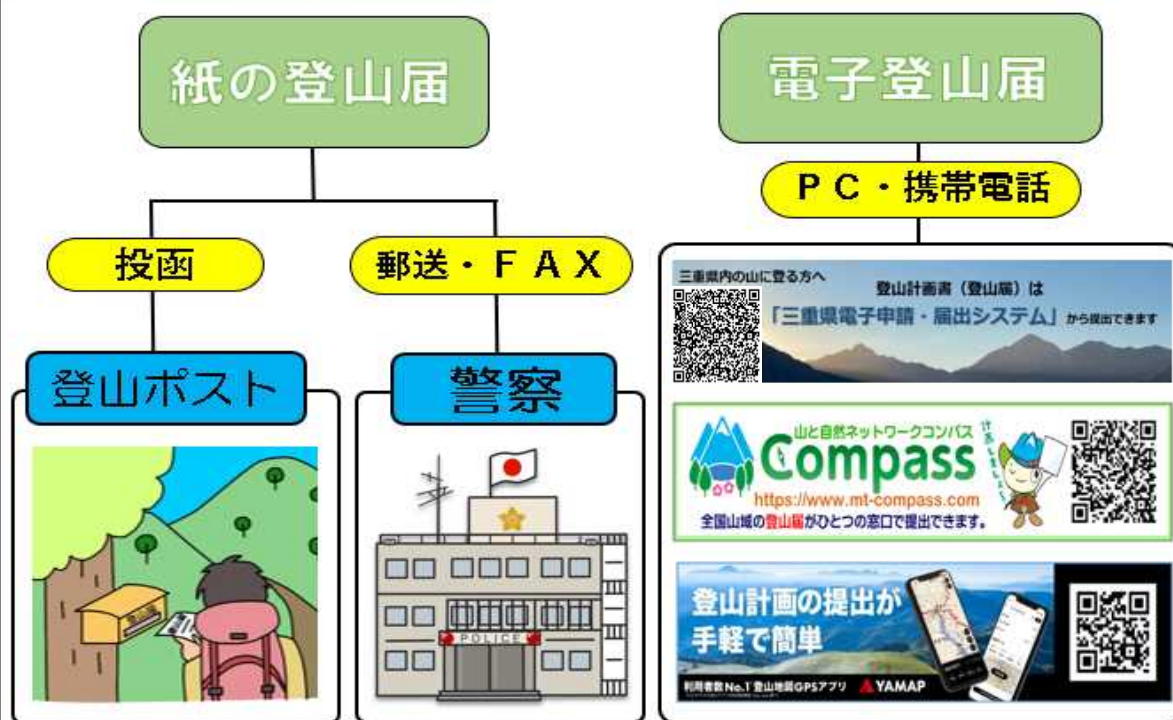 紙の登山届
電子登山届
投函
郵送・ＦＡＸ
ＰＣ・携帯電話
登山ポスト
警察
POLICE
三重県内の山に登る方へ
登山計画書（登山届）は
「三重県電子申請・届出システム」から提出できます
山と自然ネットワークコンパス
Compass
https://www.mt-compass.com
全国山域の登山届がひとつの窓口で提出できます。
登山計画の提出が
手軽で簡単
利用者数No.1 登山地図GPSアプリ YAMAP